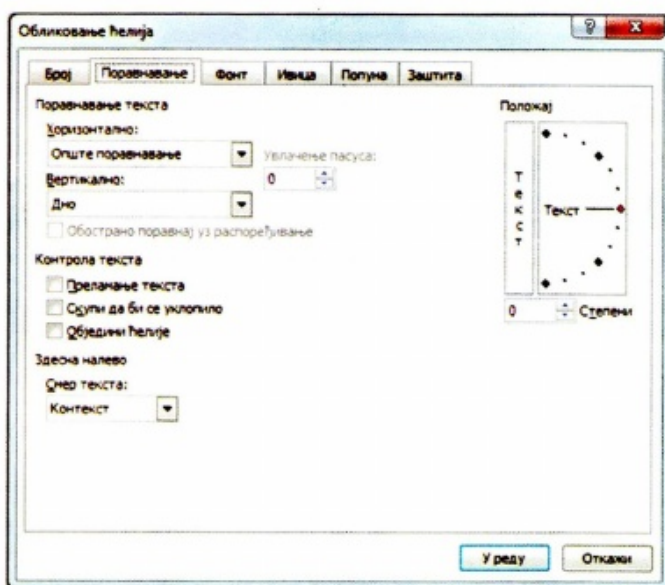 Обликовање ћелија
Број Поравнавање Фонт Ивица Попуна Заштита
Поравнавање текста
Хоризонтално:
Опште поравнавање
Увлачење пасуса:
0
Вертикално:
Дно
Обострано поравнај уз распоређивање
Контрола текста
Преламање текста
Скупи да би се уклопило
Обједини ћелије
Здесна налево
Смер текста:
Контекст
Положај
Текст
Текст
0 Степени
У реду Откажи